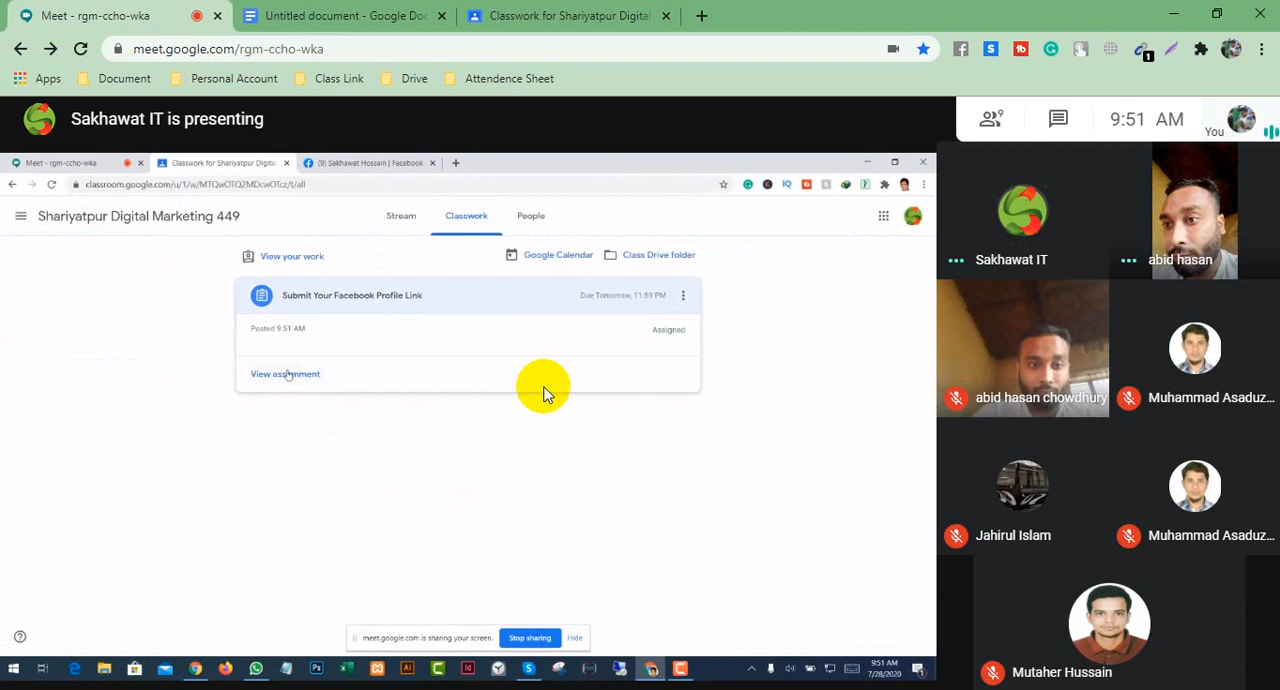 Meet - rgm-ccho-wka
Untitled document - Google Doc
Classwork for Shariyatpur Digital
meet.google.com/rgm-ccho-wka
1
Apps
Document
Personal Account
Class Link
Drive
Attendence Sheet
Sakhawat IT is presenting
9
9:51 AM
You
Meet - rgm-ccho-wka
Classwork for Shariyatpur Digital
(9) Sakhawat Hossain | Facebook
classroom.google.com/u/1/w/MTQwOTQ2MDcwOTcz/t/all
Shariyatpur Digital Marketing 449
Stream
Classwork
People
View your work
Google Calendar
Class Drive folder
Submit Your Facebook Profile Link
Due Tomorrow, 11:59 PM
Posted 9:51 AM
Assigned
View assignment
Sakhawat IT
abid hasan
abid hasan chowdhury
Muhammad Asaduz...
Jahirul Islam
Muhammad Asaduz...
Mutaher Hussain
meet.google.com is sharing your screen.
Stop sharing
Hide
9:51 AM
7/28/2020